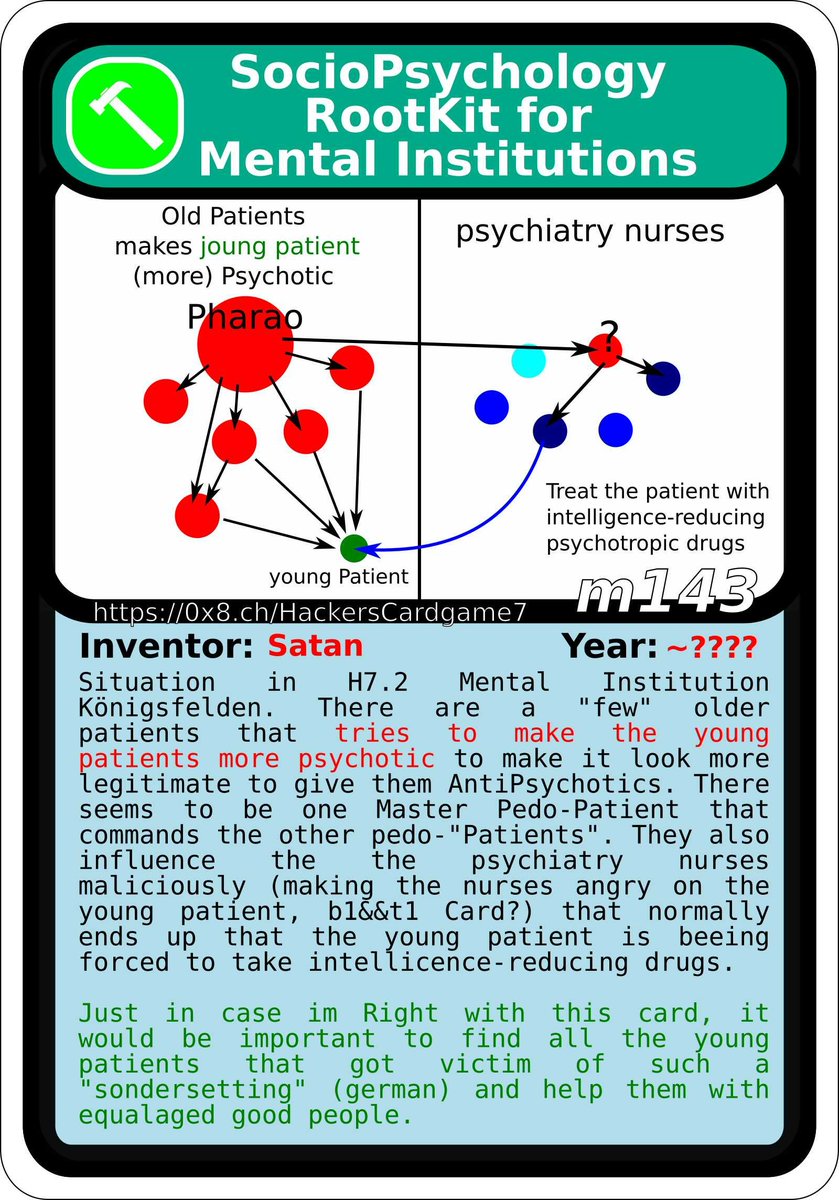 SocioPsychology
RootKit for
Mental Institutions
Old Patients
makes joung patient
(more) Psychotic
Pharao
young Patient
psychiatry nurses
?
Treat the patient with
intelligence-reducing
psychotropic drugs
m143
https://0x8.ch/HackersCardgame7
Inventor: Satan
Year: ~????
Situation in H7.2 Mental Institution
Königsfelden. There are a "few" older
patients that tries to make the young
patients more psychotic to make it look more
legitimate to give them AntiPsychotics. There
seems to be one Master Pedo-Patient that
commands the other pedo-"Patients". They also
influence the the psychiatry nurses
maliciously (making the nurses angry on the
young patient, b1&&t1 Card?) that normally
ends up that the young patient is beeing
forced to take intellicence-reducing drugs.
Just in case im Right with this card, it
would be important to find all the young
patients that got victim of such a
"sondersetting" (german) and help them with
equalaged good people.